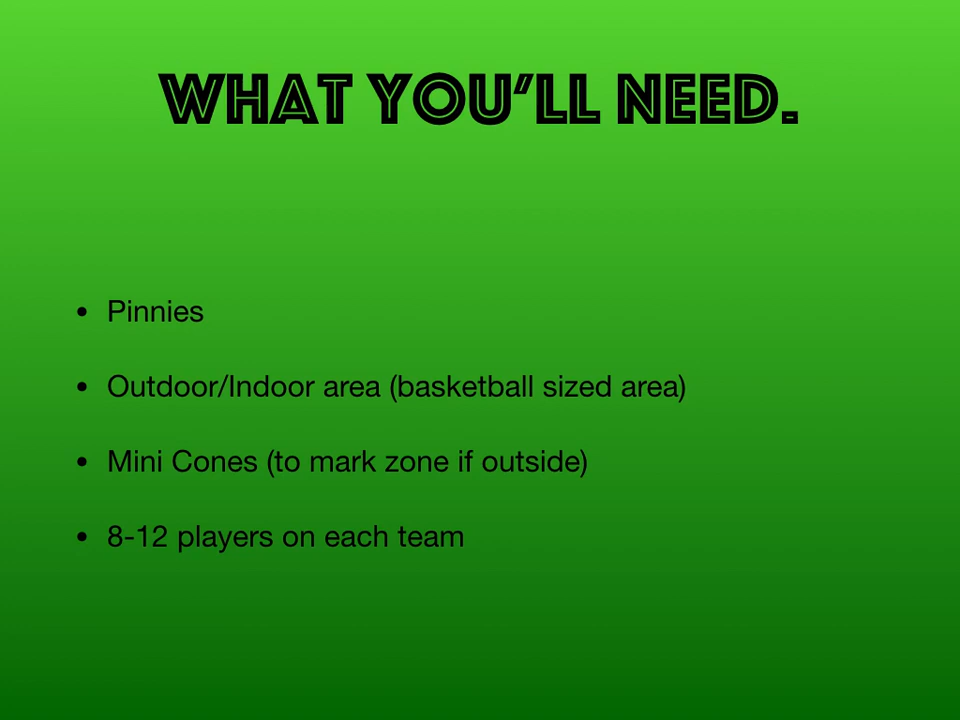 WHAT YOU’LL NEED.
• Pinnies
• Outdoor/Indoor area (basketball sized area)
• Mini Cones (to mark zone if outside)
• 8-12 players on each team